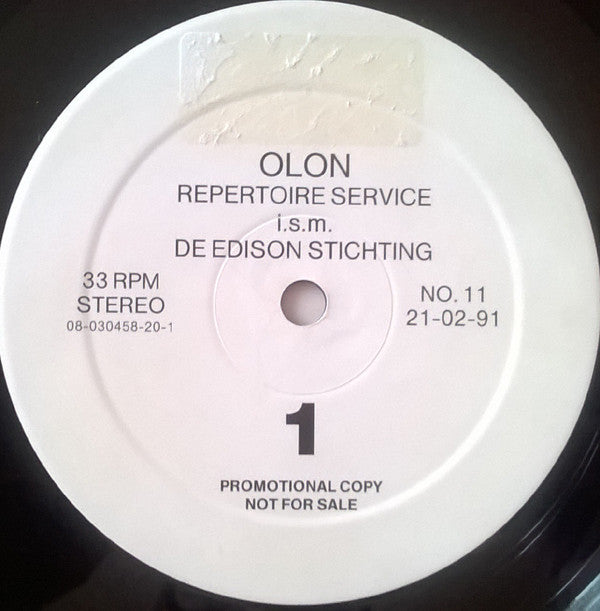 OLON
REPERTOIRE SERVICE
i.s.m.
DE EDISON STICHTING
33 RPM
STEREO
08-030458-20-1
NO. 11
21-02-91
1
PROMOTIONAL COPY
NOT FOR SALE